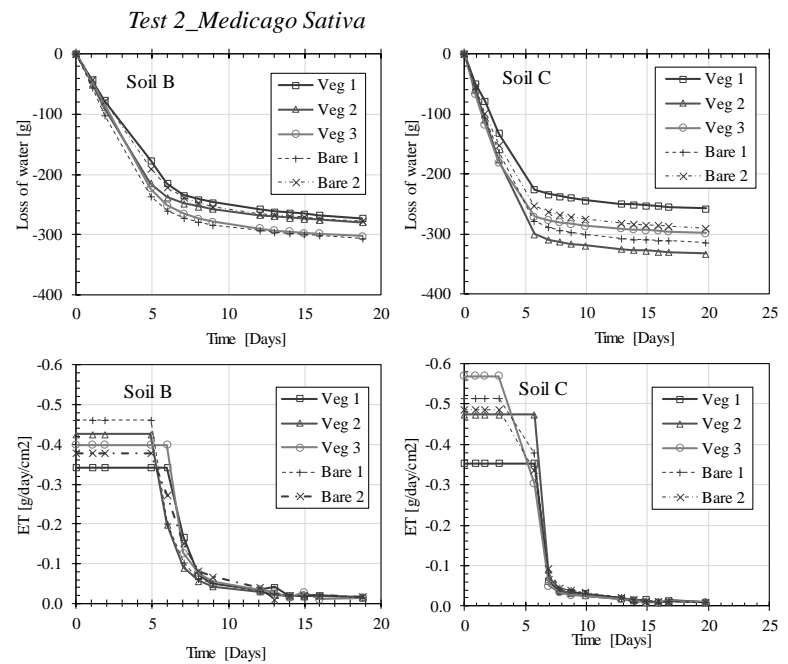 Test 2_Medicago Sativa
0
-100
-200
-300
-400
Loss of water [g]
Soil B
Veg 1
Veg 2
Veg 3
Bare 1
Bare 2
0
5
10
15
20
Time [Days]
0
-100
-200
-300
-400
Loss of water [g]
Soil C
Veg 1
Veg 2
Veg 3
Bare 1
Bare 2
0
5
10
15
20
25
Time [Days]
-0.6
-0.5
-0.4
-0.3
-0.2
-0.1
0.0
ET [g/day/cm2]
Soil B
Veg 1
Veg 2
Veg 3
Bare 1
Bare 2
0
5
10
15
20
Time [Days]
-0.6
-0.5
-0.4
-0.3
-0.2
-0.1
0.0
ET [g/day/cm2]
Soil C
Veg 1
Veg 2
Veg 3
Bare 1
Bare 2
0
5
10
15
20
25
Time [Days]